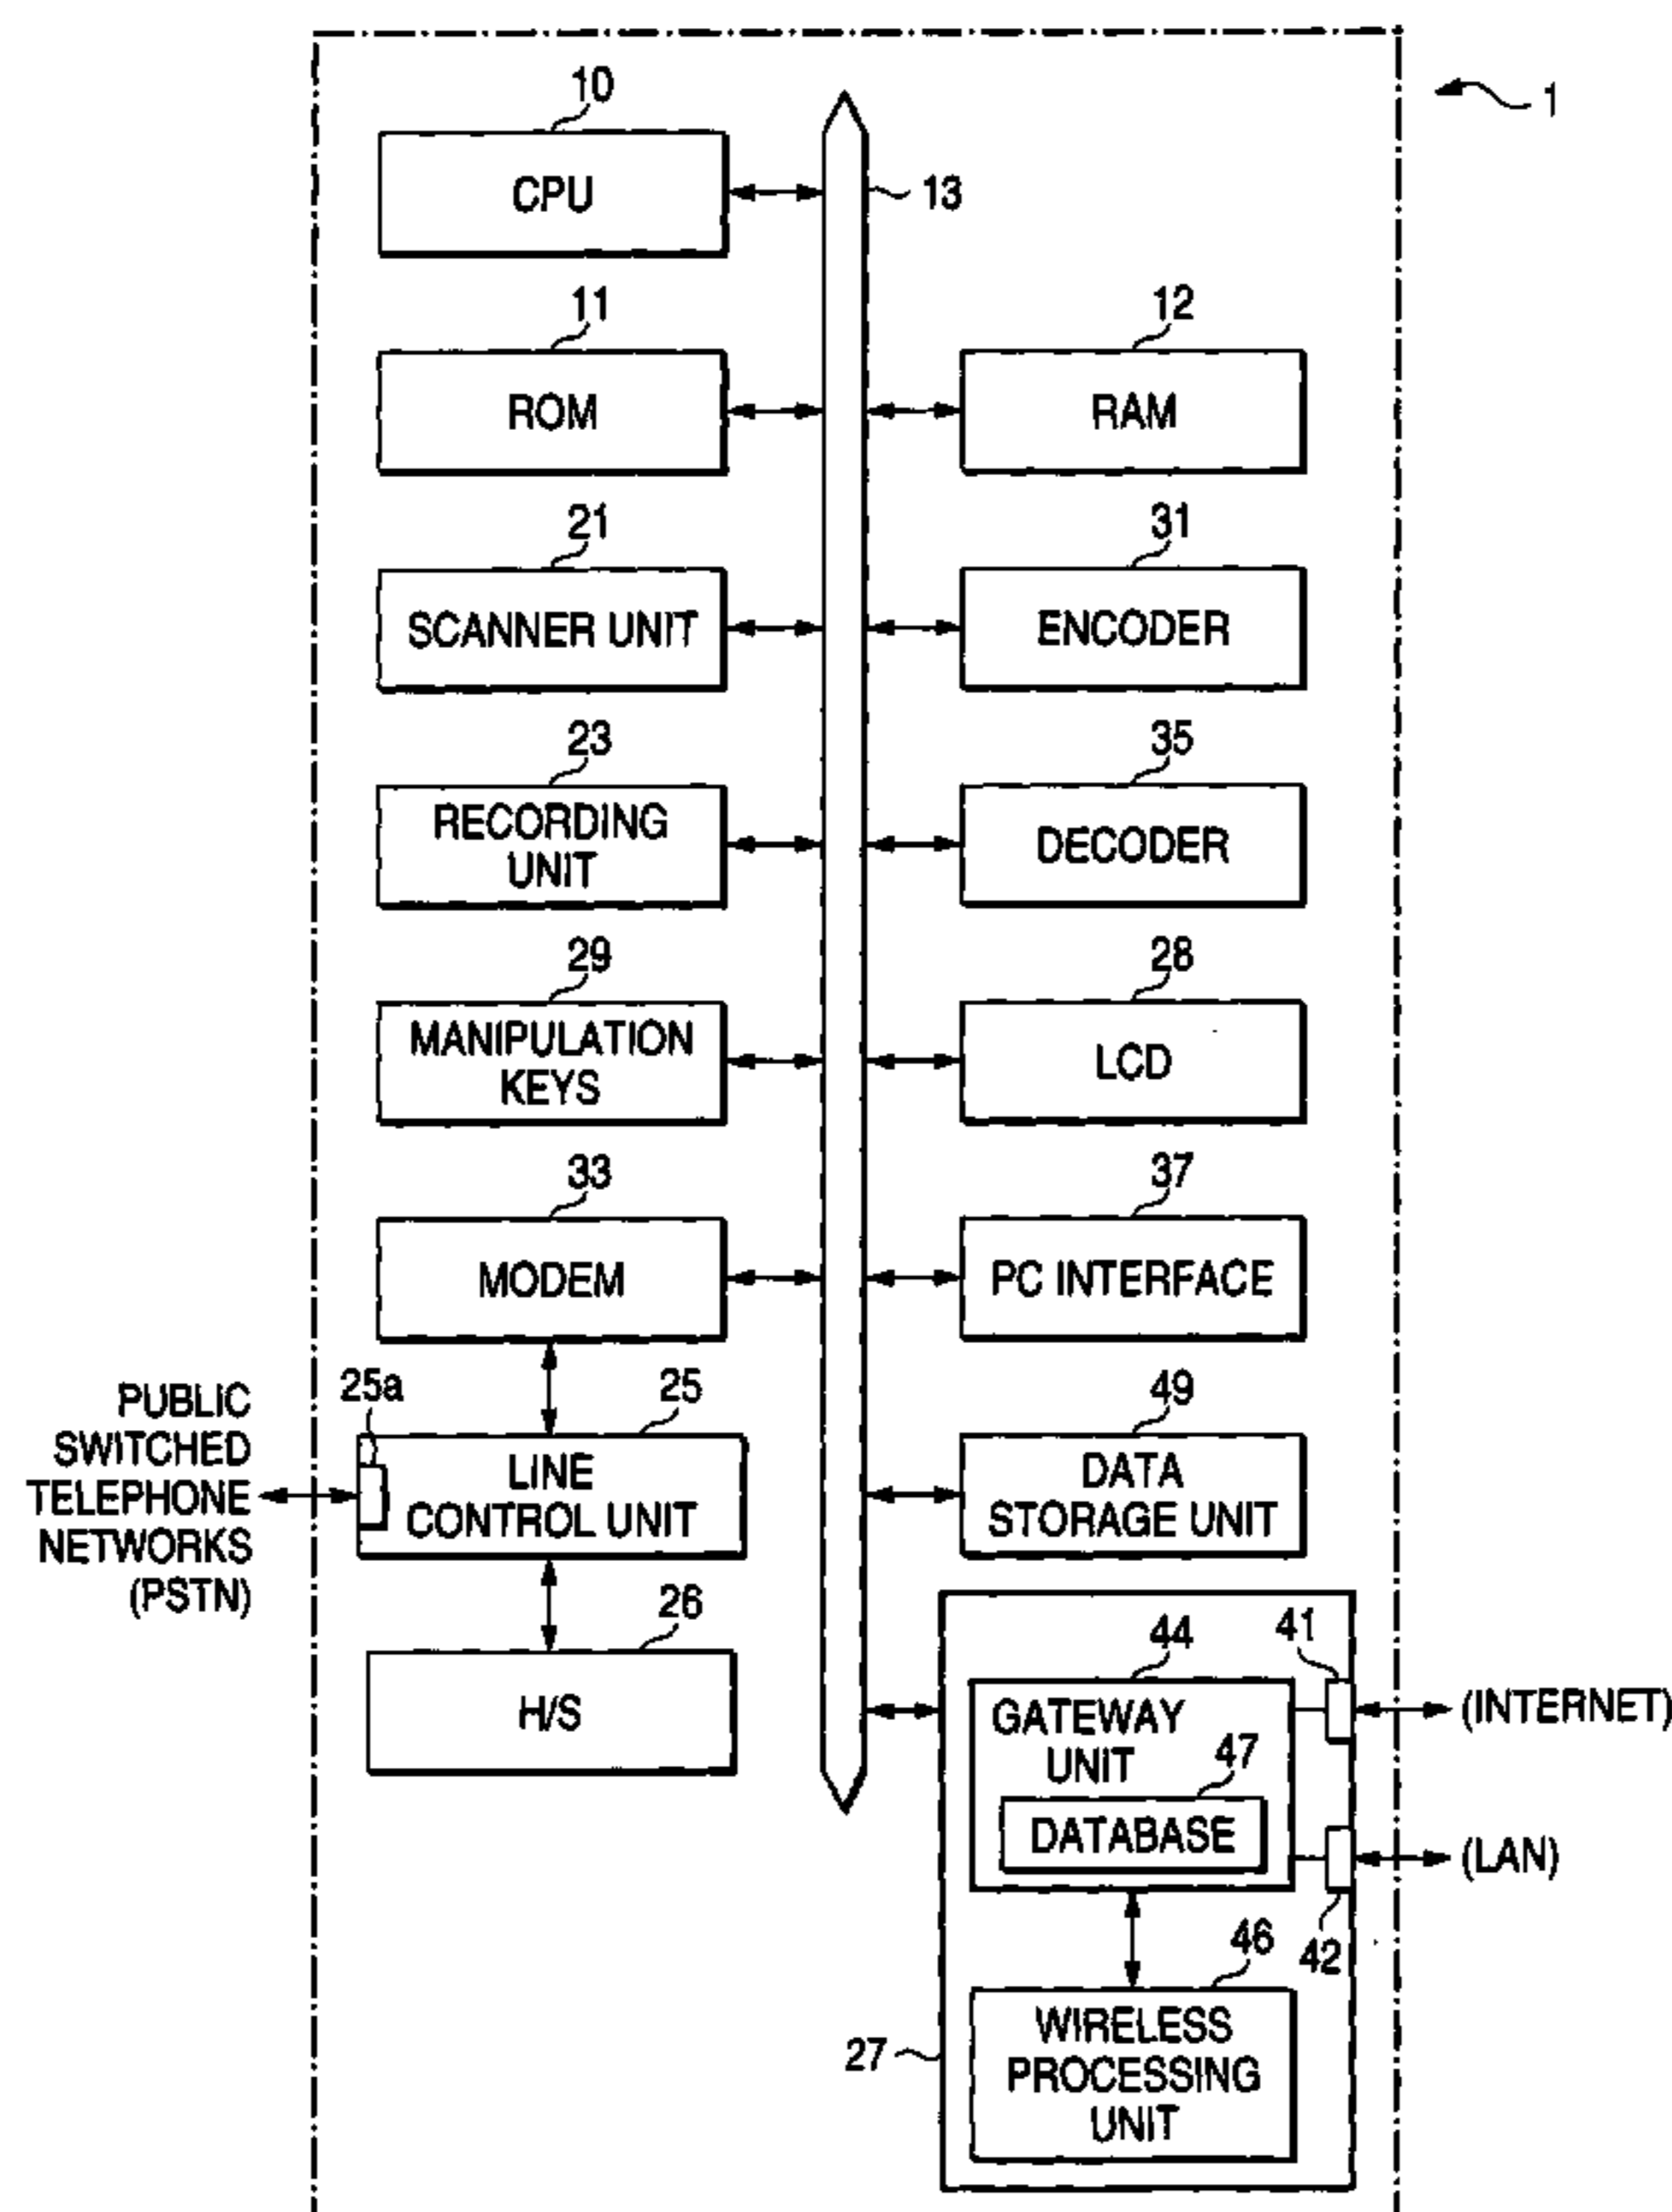 1
10
CPU
13
11
ROM
12
RAM
21
SCANNER UNIT
31
ENCODER
23
RECORDING
UNIT
35
DECODER
29
MANIPULATION
KEYS
28
LCD
33
MODEM
37
PC INTERFACE
PUBLIC
SWITCHED
TELEPHONE
NETWORKS
(PSTN)
25a
25
LINE
CONTROL UNIT
49
DATA
STORAGE UNIT
26
H/S
44
GATEWAY
UNIT
47
DATABASE
41
(INTERNET)
(LAN)
42
46
WIRELESS
PROCESSING
UNIT
27